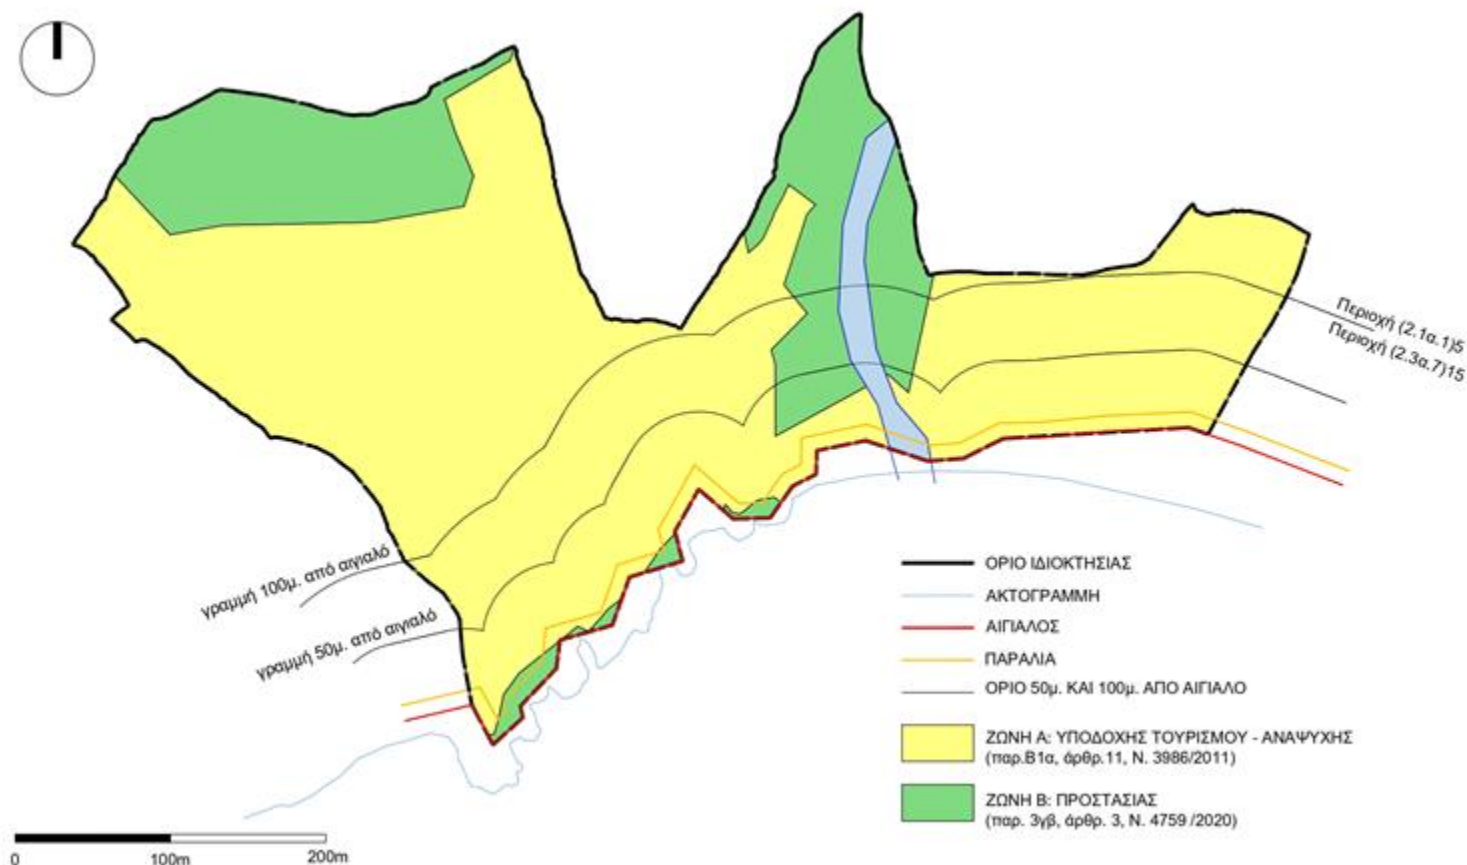 Περιοχή (2.1α.1)5
Περιοχή (2.3α.7)15
γραμμή 100μ. από αιγιαλό
γραμμή 50μ. από αιγιαλό
ΟΡΙΟ ΙΔΙΟΚΤΗΣΙΑΣ
ΑΚΤΟΓΡΑΜΜΗ
ΑΙΓΙΑΛΟΣ
ΠΑΡΑΛΙΑ
ΟΡΙΟ 50μ. ΚΑΙ 100μ. ΑΠΟ ΑΙΓΙΑΛΟ
ΖΩΝΗ Α: ΥΠΟΔΟΧΗΣ ΤΟΥΡΙΣΜΟΥ - ΑΝΑΨΥΧΗΣ
(παρ.Β1α, άρθρ.11, Ν. 3986/2011)
ΖΩΝΗ Β: ΠΡΟΣΤΑΣΙΑΣ
(παρ. 3γβ, άρθρ. 3, Ν. 4759 /2020)
0 100m 200m